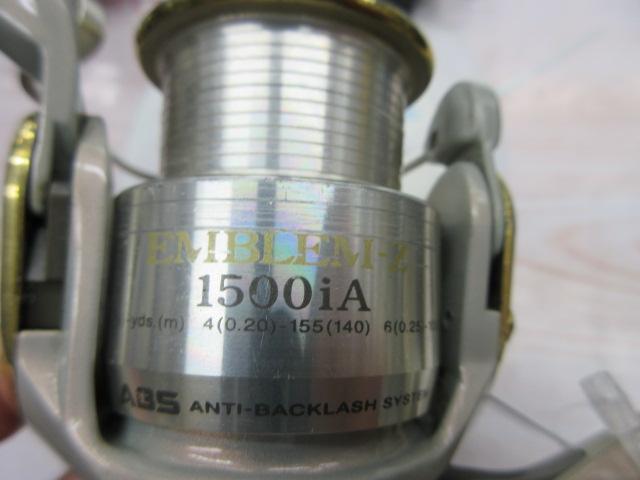 EMBLEM-Z
1500iA
-yds.(m) 4(0.20)-155(140) 6(0.25)-
ABS ANTI-BACKLASH SYSTEM